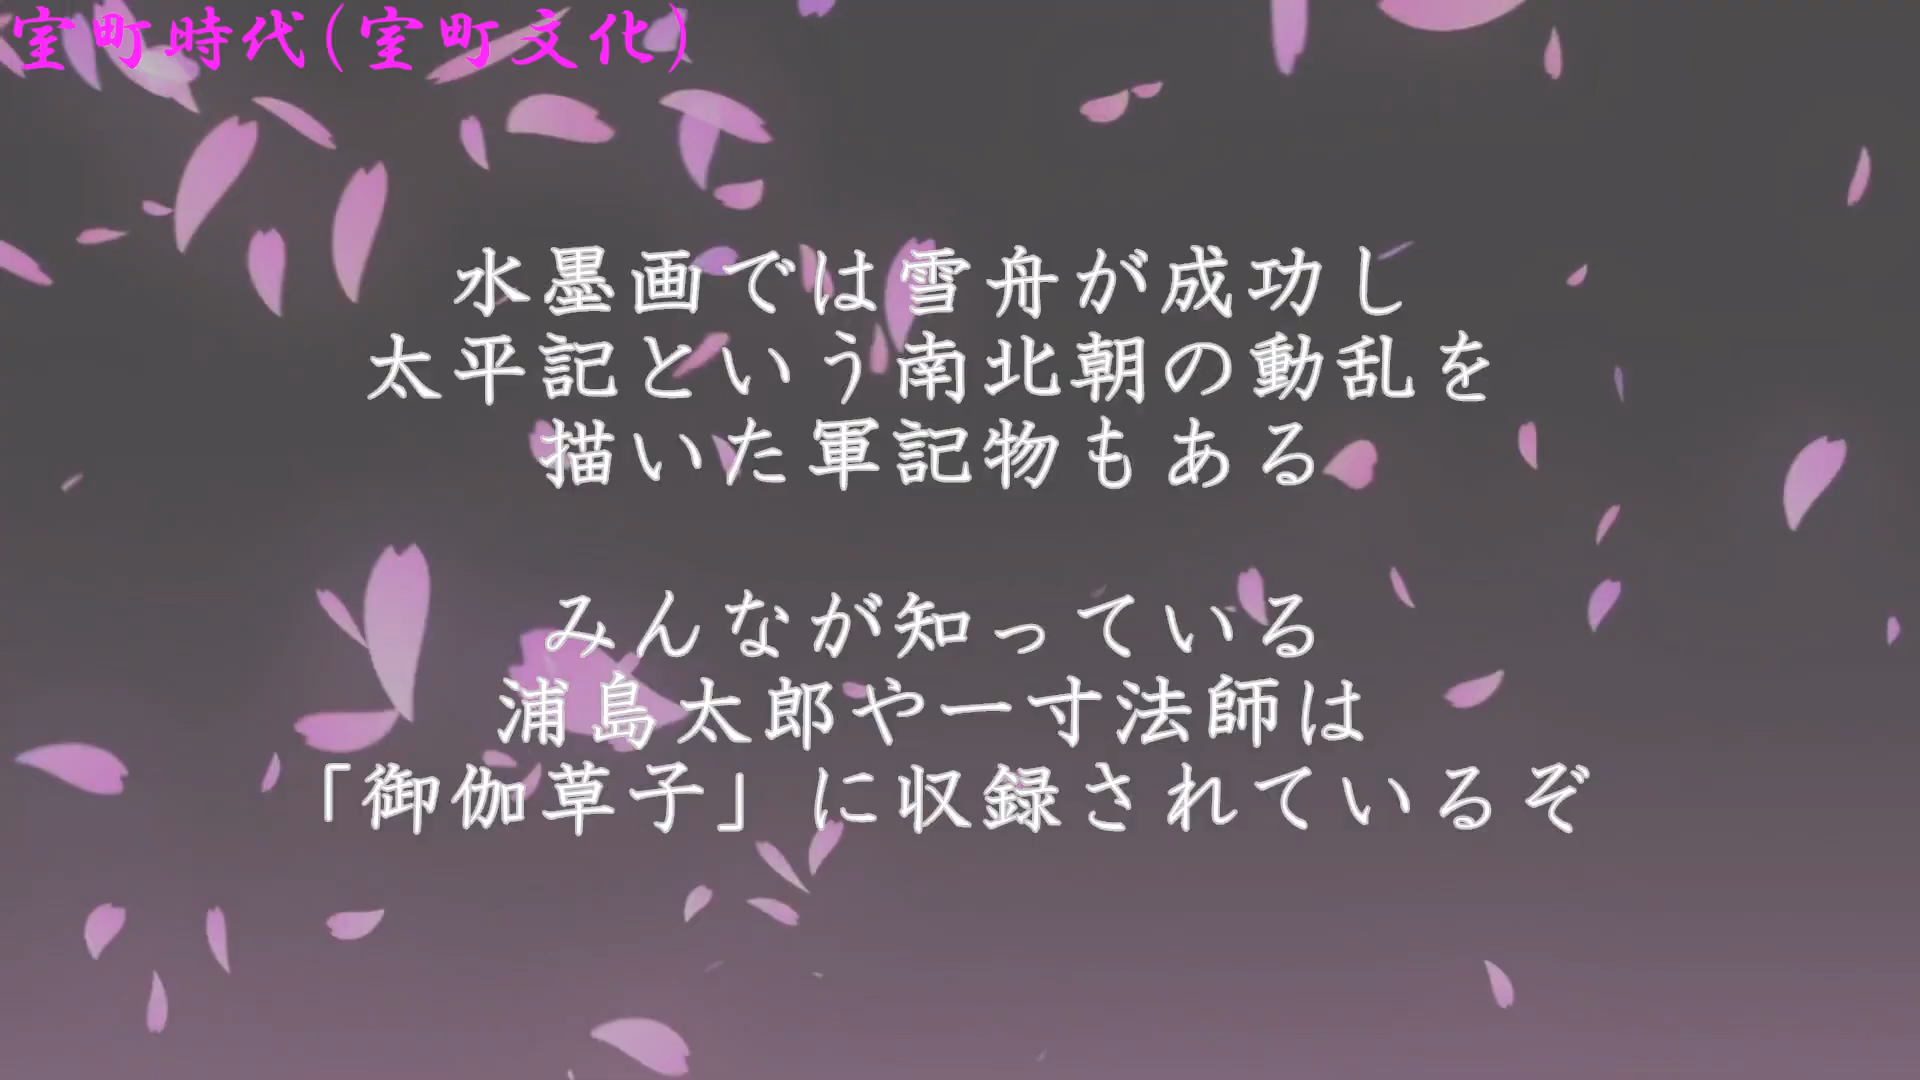 室町時代(室町文化)
水墨画では雪舟が成功し
太平記という南北朝の動乱を
描いた軍記物もある
みんなが知っている
浦島太郎や一寸法師は
「御伽草子」に収録されているぞ